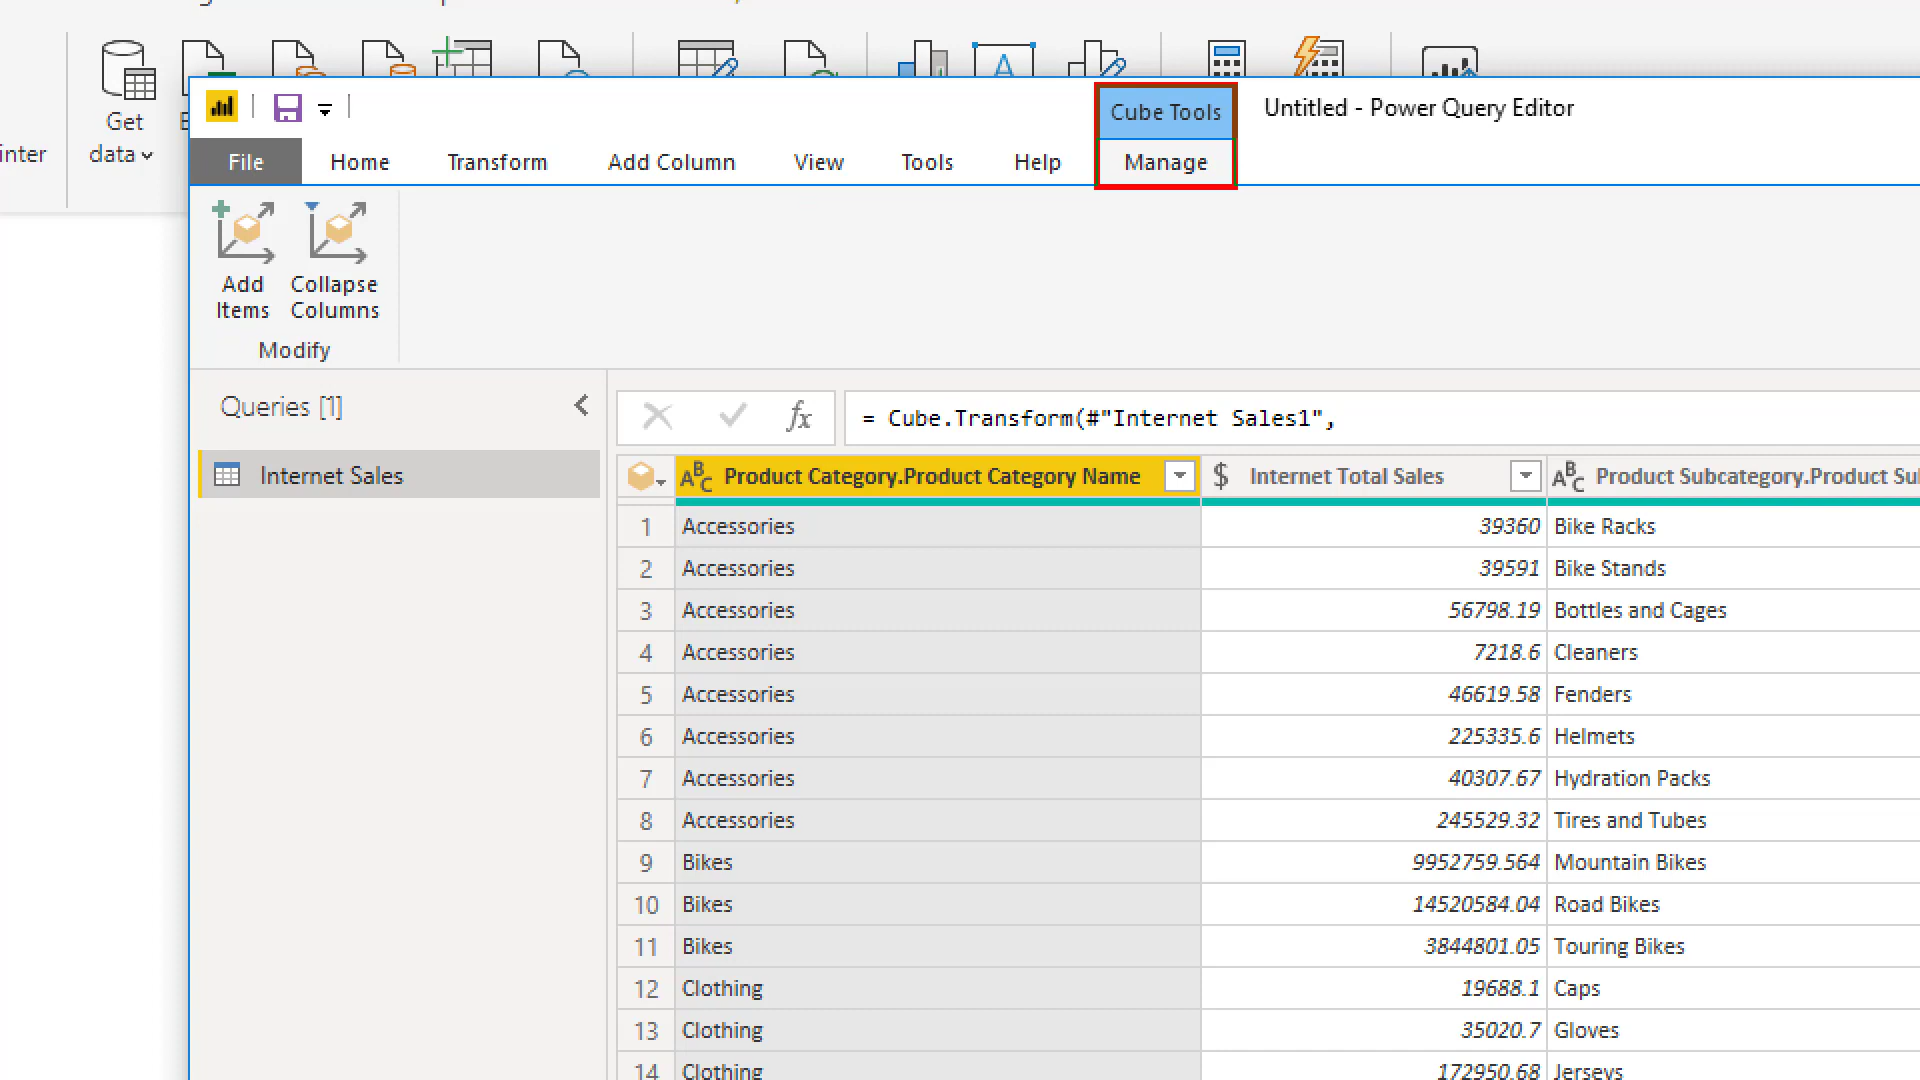 Get
data
inter
Cube Tools
Untitled - Power Query Editor
File
Home
Transform
Add Column
View
Tools
Help
Manage
Add
Items
Collapse
Columns
Modify
Queries [1]
Internet Sales
fx
= Cube.Transform(#"Internet Sales1",
ABC Product Category.Product Category Name
$ Internet Total Sales
ABC Product Subcategory.Product Su
1 Accessories 39360 Bike Racks
2 Accessories 39591 Bike Stands
3 Accessories 56798.19 Bottles and Cages
4 Accessories 7218.6 Cleaners
5 Accessories 46619.58 Fenders
6 Accessories 225335.6 Helmets
7 Accessories 40307.67 Hydration Packs
8 Accessories 245529.32 Tires and Tubes
9 Bikes 9952759.564 Mountain Bikes
10 Bikes 14520584.04 Road Bikes
11 Bikes 3844801.05 Touring Bikes
12 Clothing 19688.1 Caps
13 Clothing 35020.7 Gloves
14 Clothing 172950.68 Jerseys